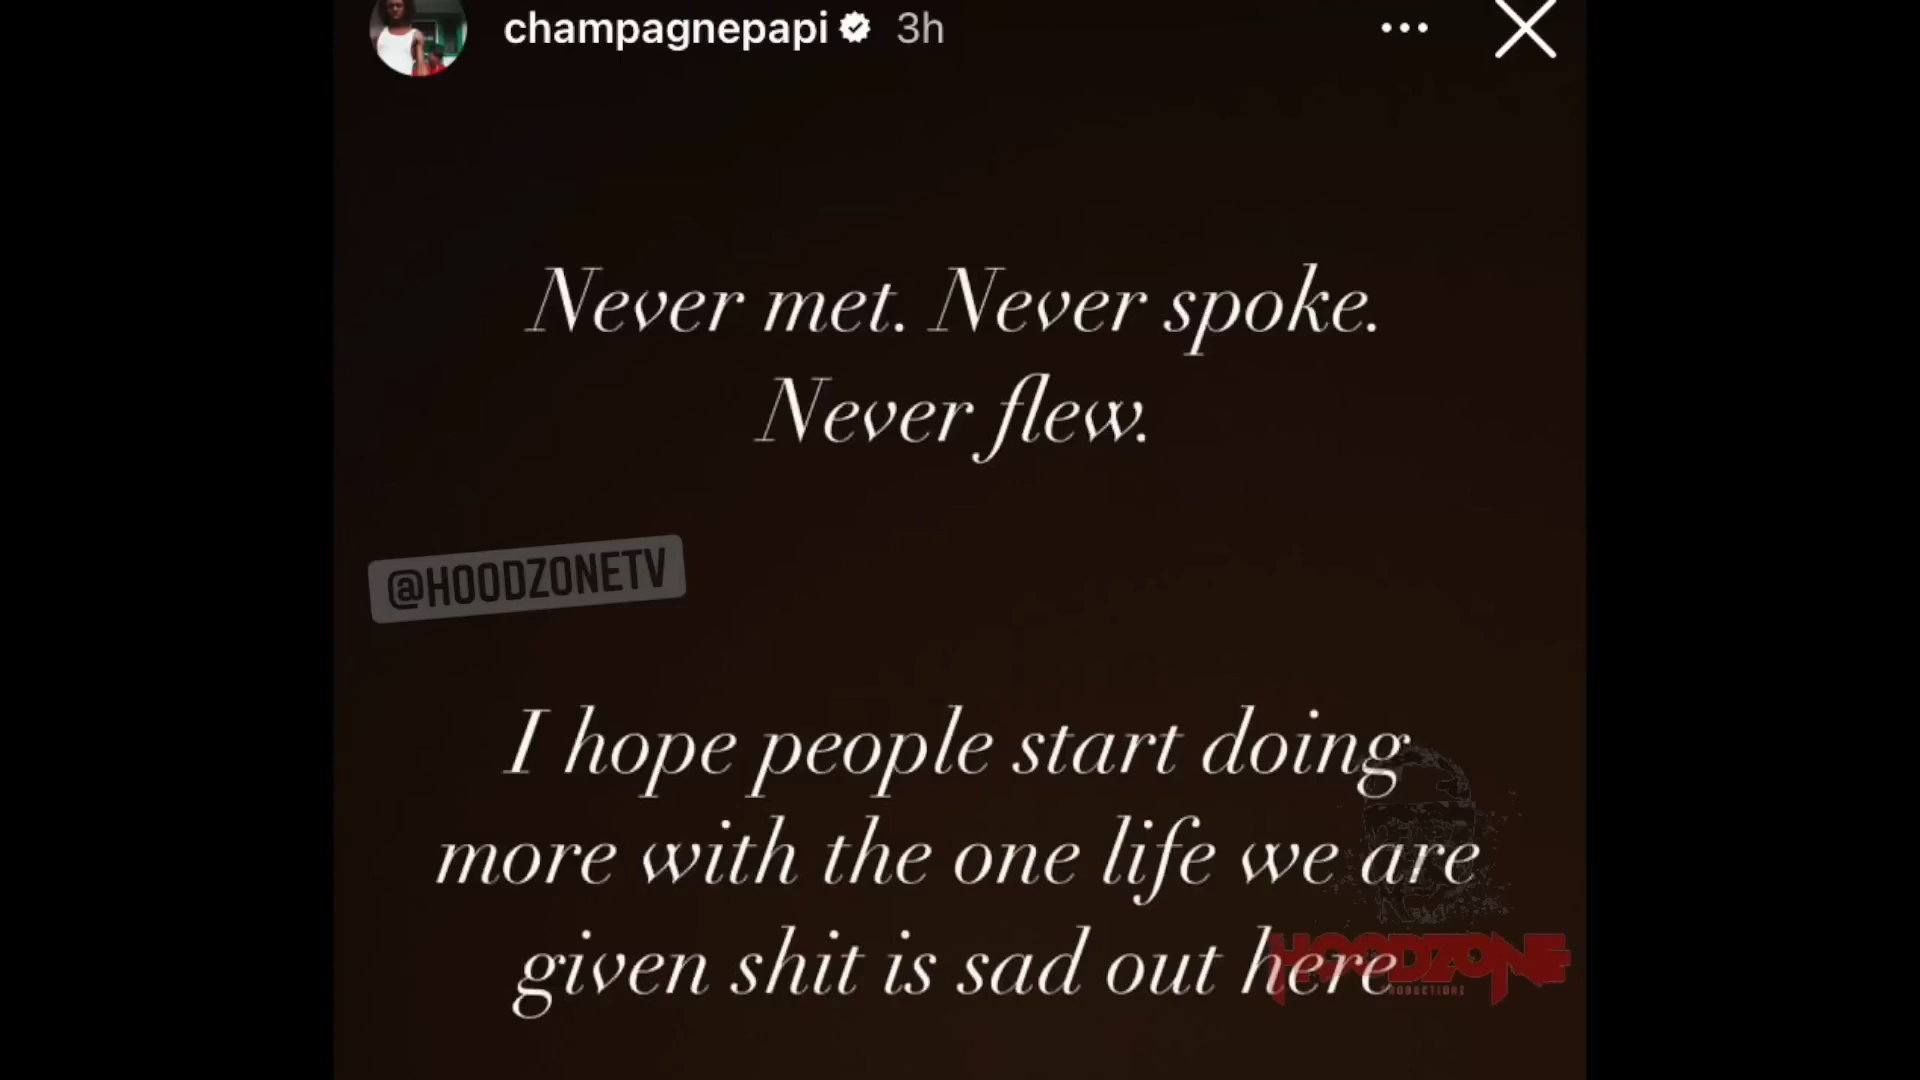 champagnepapi 3h
Never met. Never spoke.
Never flew.
@HOODZONETV
I hope people start doing
more with the one life we are
given shit is sad out here
HOODZONE
PRODUCTIONZ